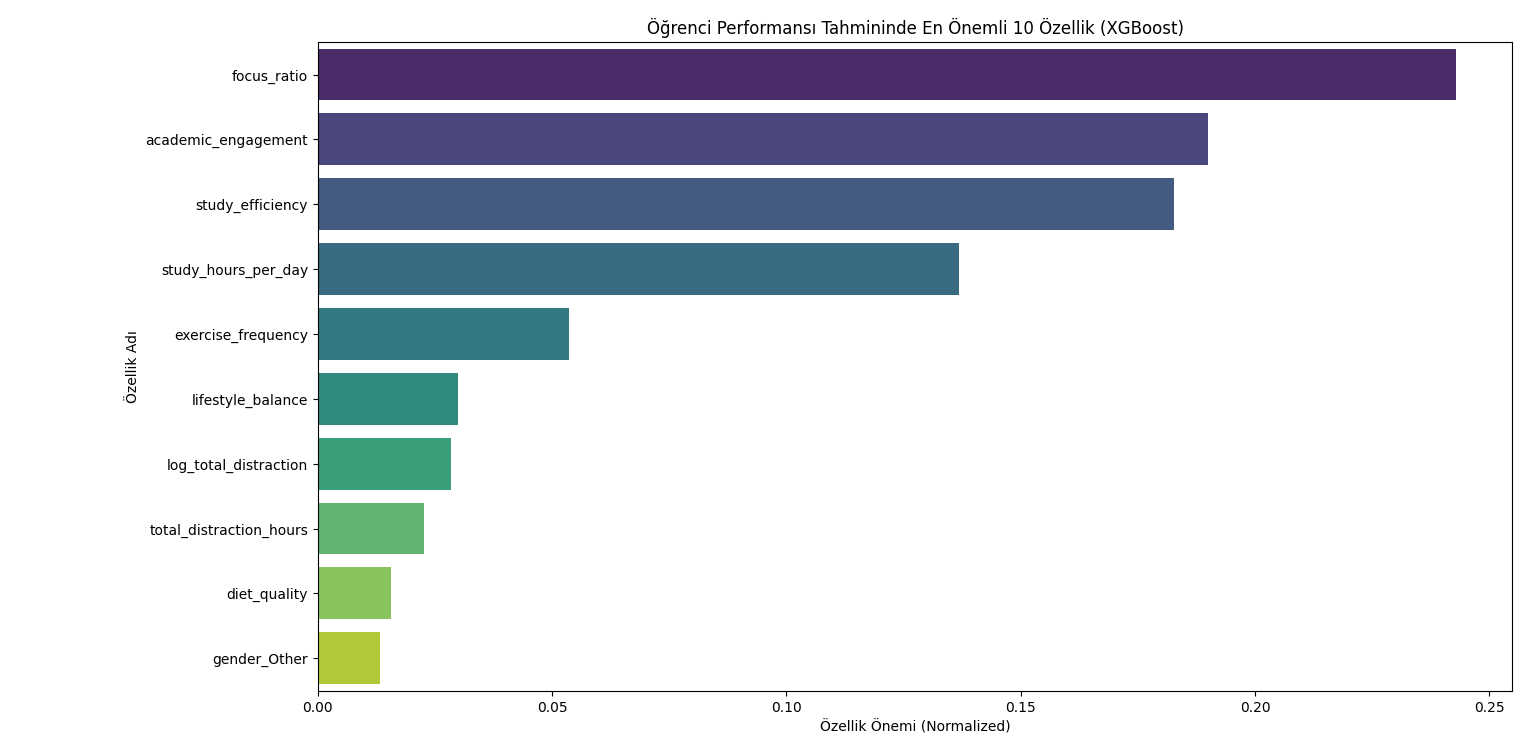 Öğrenci Performansı Tahmininde En Önemli 10 Özellik (XGBoost)
focus_ratio
academic_engagement
study_efficiency
study_hours_per_day
exercise_frequency
lifestyle_balance
log_total_distraction
total_distraction_hours
diet_quality
gender_Other
Özellik Adı
0.00 0.05 0.10 0.15 0.20 0.25
Özellik Önemi (Normalized)